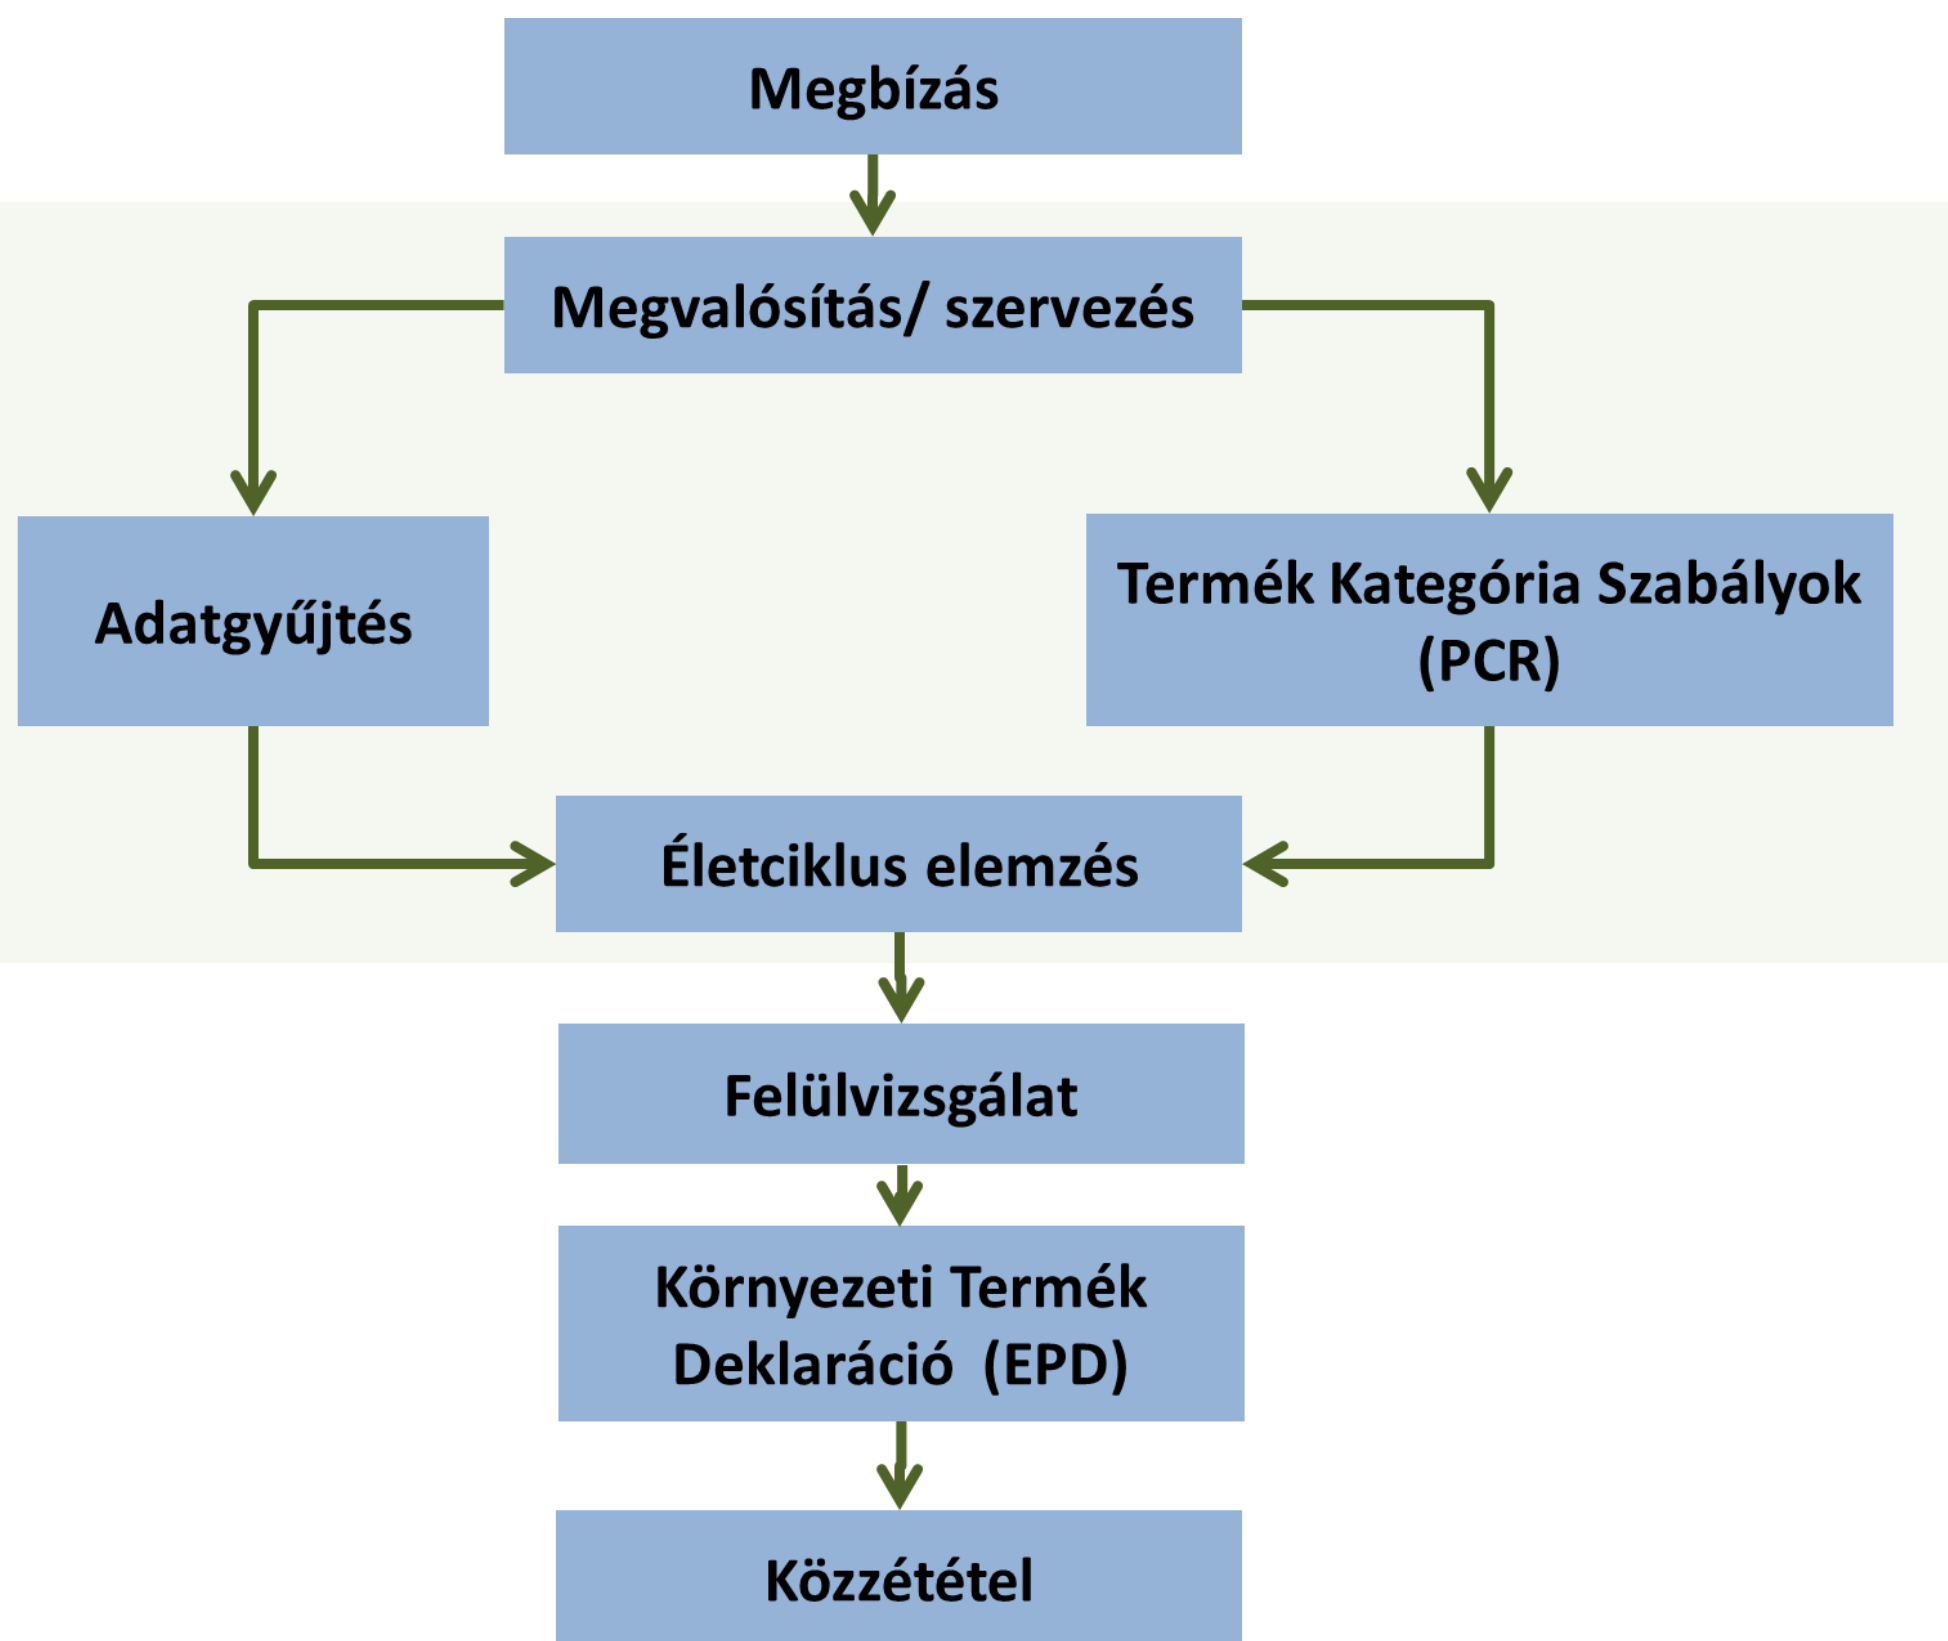 Megbízás
Megvalósítás/ szervezés
Adatgyűjtés
Termék Kategória Szabályok
(PCR)
Életciklus elemzés
Felülvizsgálat
Környezeti Termék
Deklaráció (EPD)
Közzététel